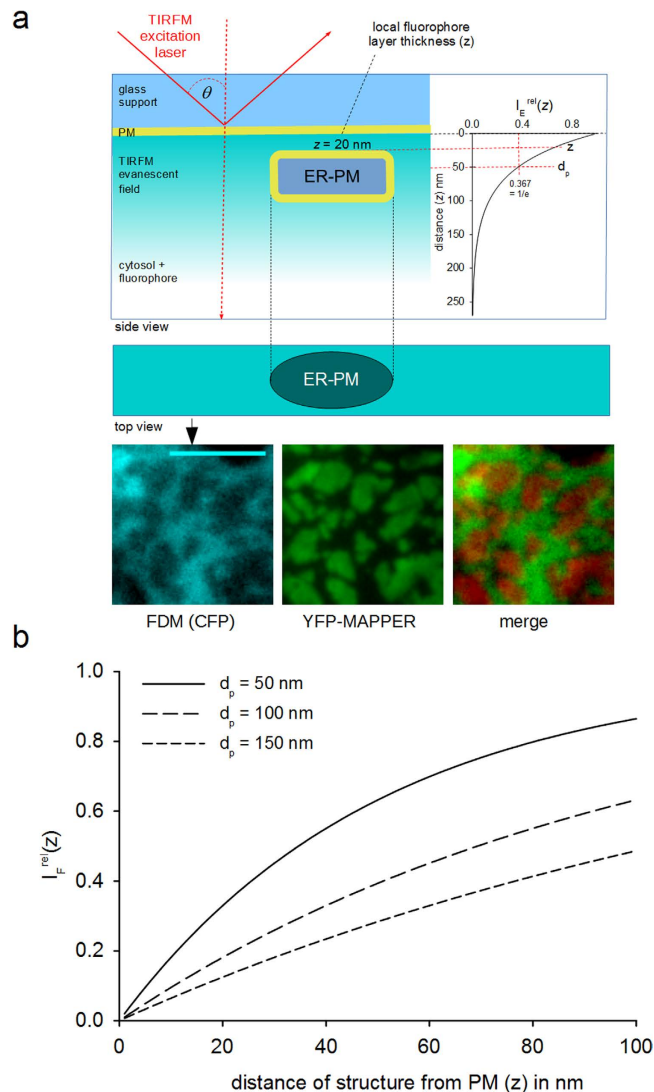 a
TIRFM
excitation
laser
θ
local fluorophore
layer thickness (z)
glass
support
PM
TIRFM
evanescent
field
z = 20 nm
ER-PM
cytosol +
fluorophore
side view
I_E^rel(z)
0.0 0.4 0.8
0
50
100
150
200
250
distance (z) nm
z
d_p
0.367
= 1/e
ER-PM
top view
FDM (CFP) YFP-MAPPER merge
b
1.0
0.8
0.6
0.4
0.2
0.0
I_F^rel(z)
d_p = 50 nm
d_p = 100 nm
d_p = 150 nm
0 20 40 60 80 100
distance of structure from PM (z) in nm